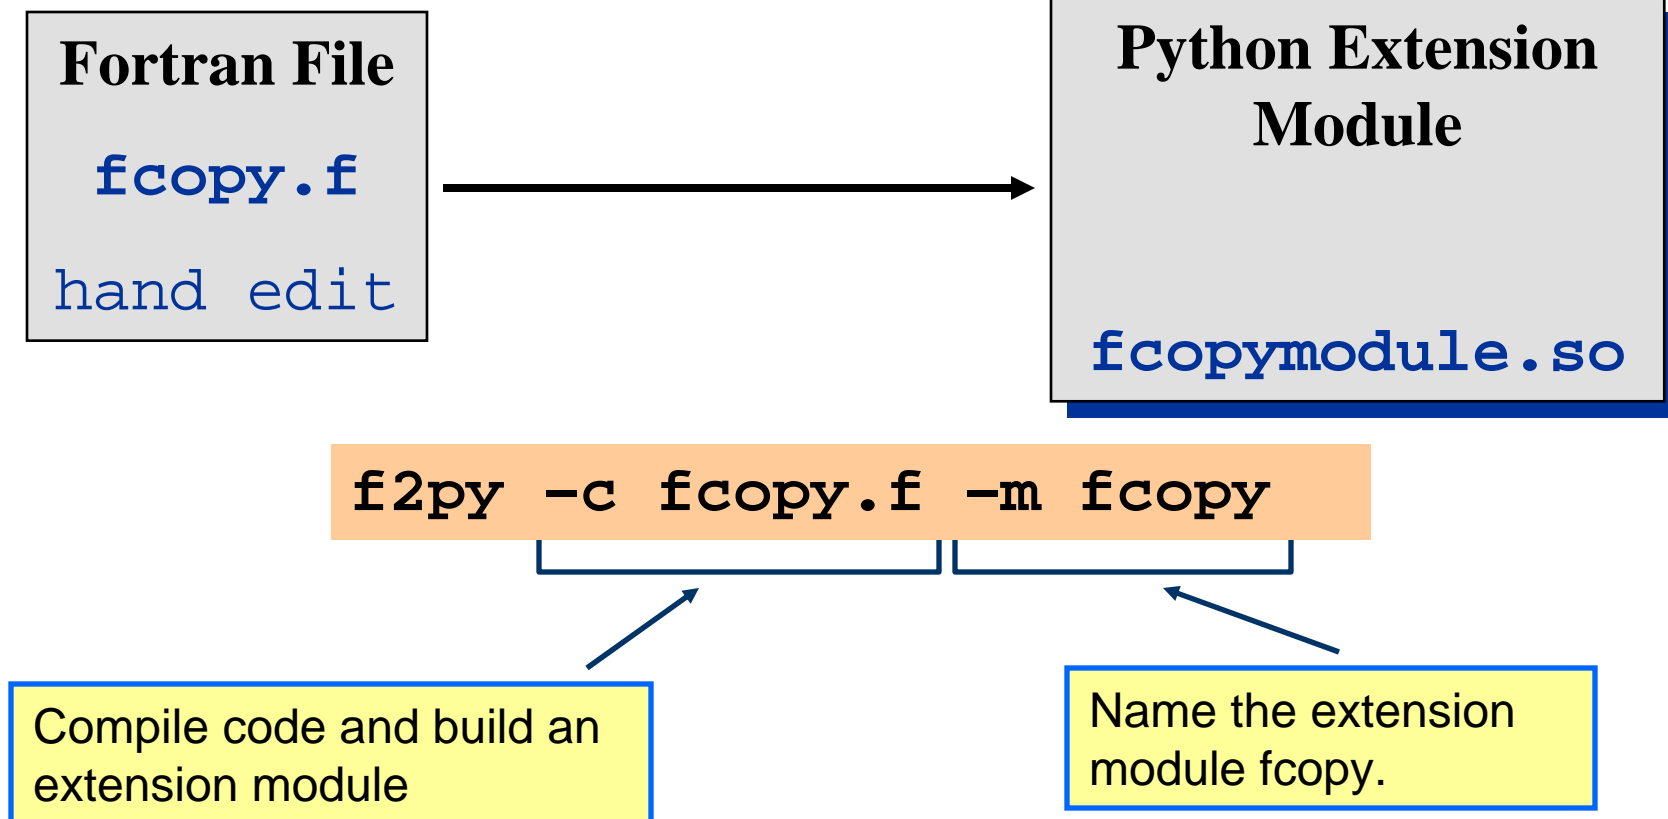 Fortran File
fcopy.f
hand edit
Python Extension
Module
fcopymodule.so
f2py –c fcopy.f –m fcopy
Compile code and build an
extension module
Name the extension
module fcopy.